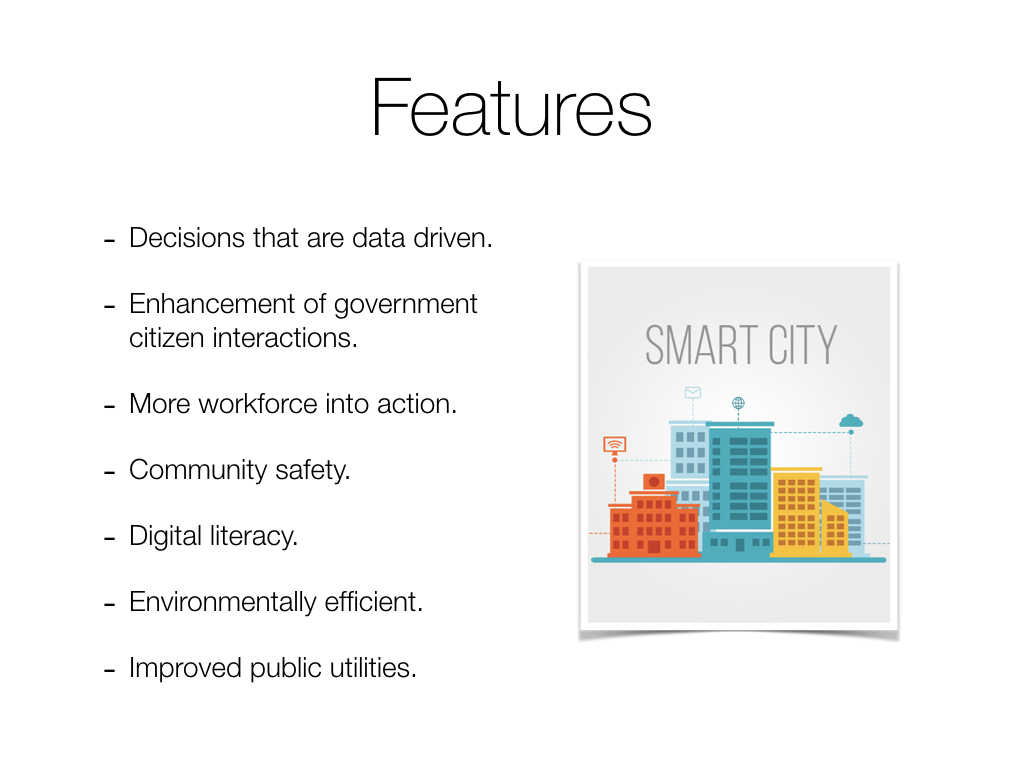 Features
- Decisions that are data driven.
- Enhancement of government
citizen interactions.
- More workforce into action.
- Community safety.
- Digital literacy.
- Environmentally efficient.
- Improved public utilities.
SMART CITY